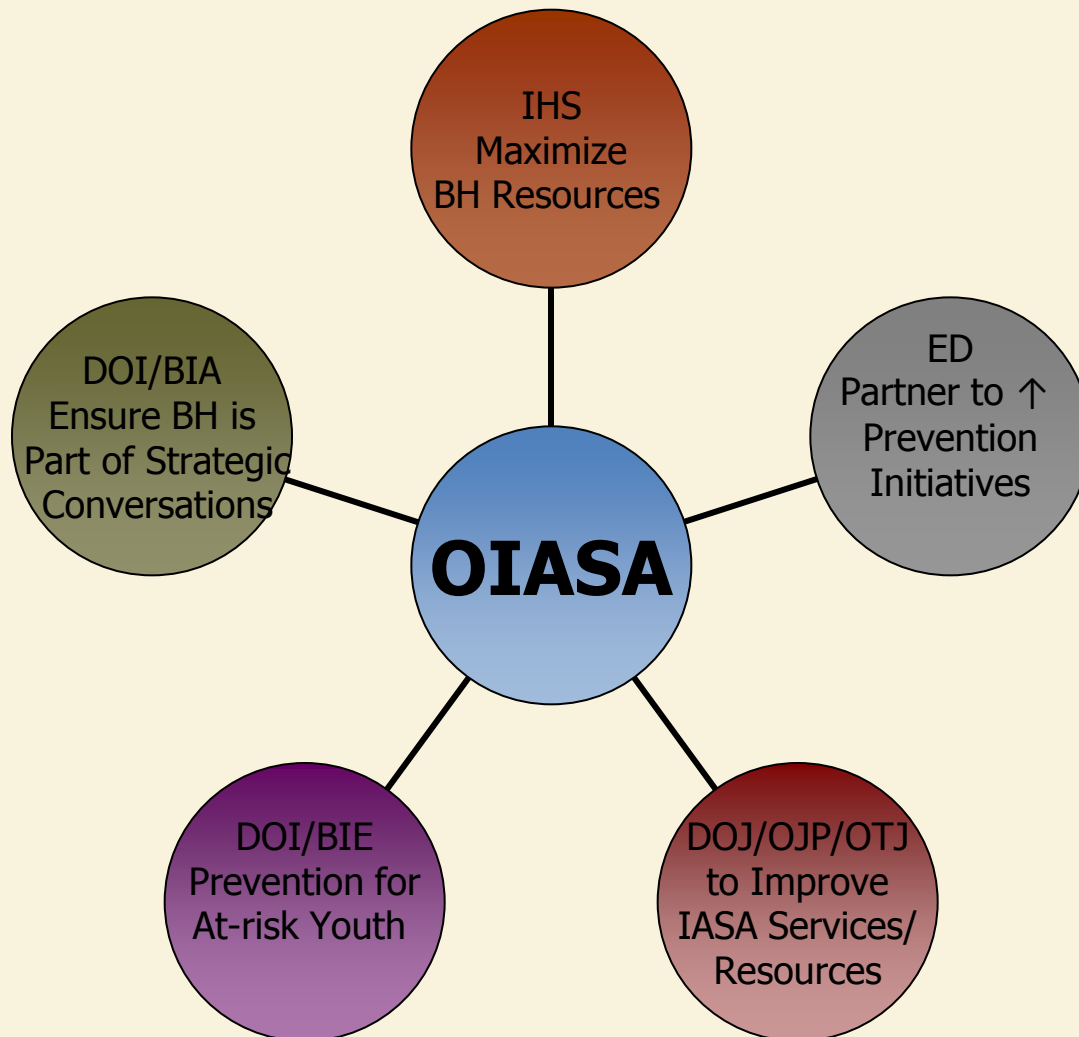 IHS
Maximize
BH Resources
DOI/BIA
Ensure BH is
Part of Strategic
Conversations
ED
Partner to ↑
Prevention
Initiatives
OIASA
DOI/BIE
Prevention for
At-risk Youth
DOJ/OJP/OTJ
to Improve
IASA Services/
Resources